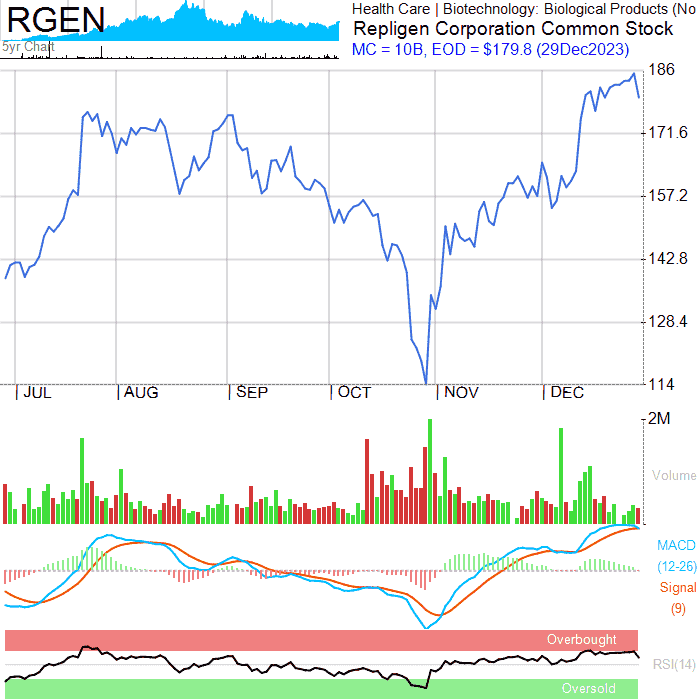 RGEN
5yr Chart
Health Care | Biotechnology: Biological Products (No
Repligen Corporation Common Stock
MC = 10B, EOD = $179.8 (29Dec2023)
186
171.6
157.2
142.8
128.4
114
JUL AUG SEP OCT NOV DEC
2M
Volume
MACD
(12-26)
Signal
(9)
Overbought
RSI(14)
Oversold